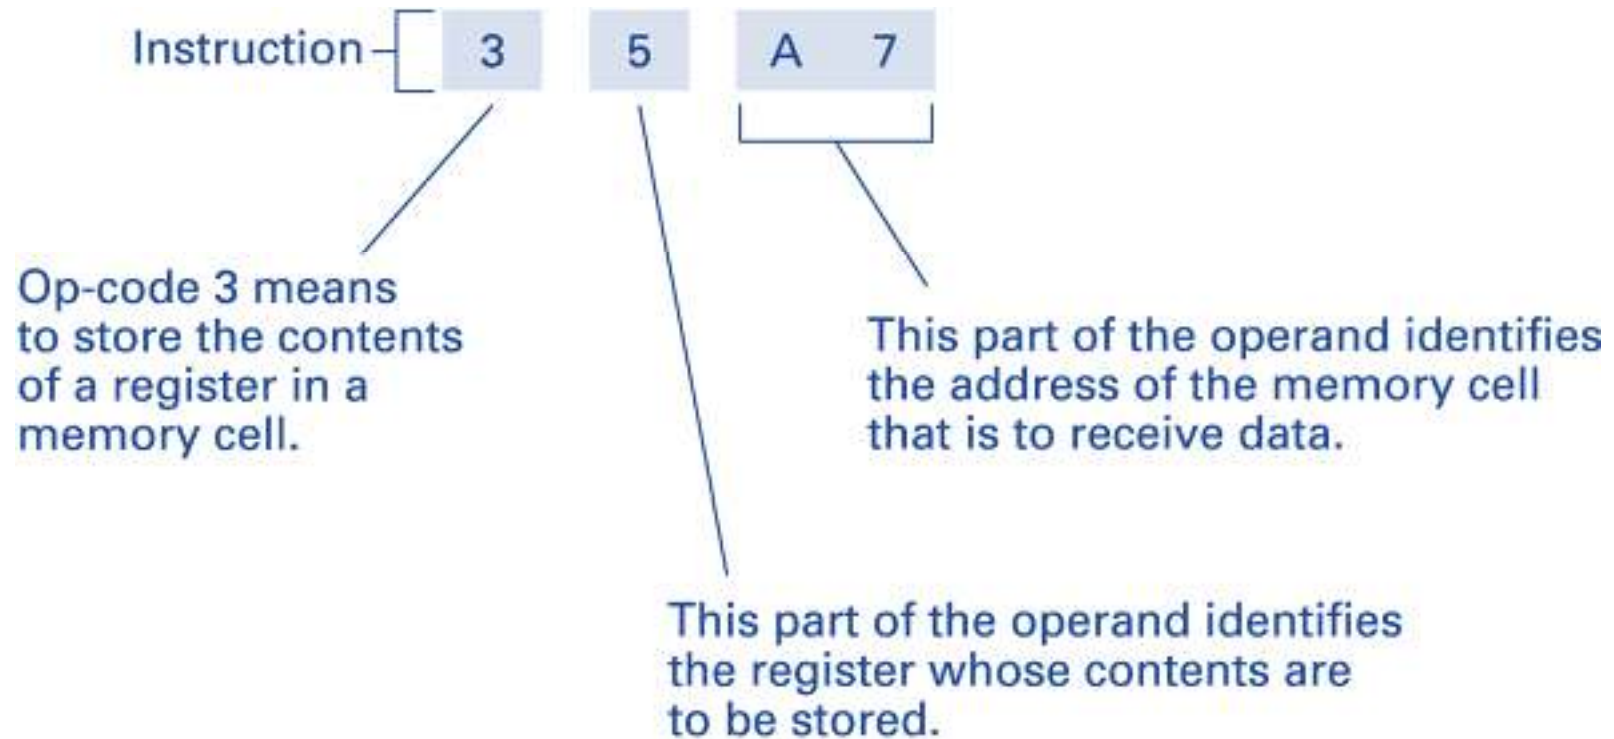 Instruction 3 5 A 7
Op-code 3 means
to store the contents
of a register in a
memory cell.
This part of the operand identifies
the address of the memory cell
that is to receive data.
This part of the operand identifies
the register whose contents are
to be stored.